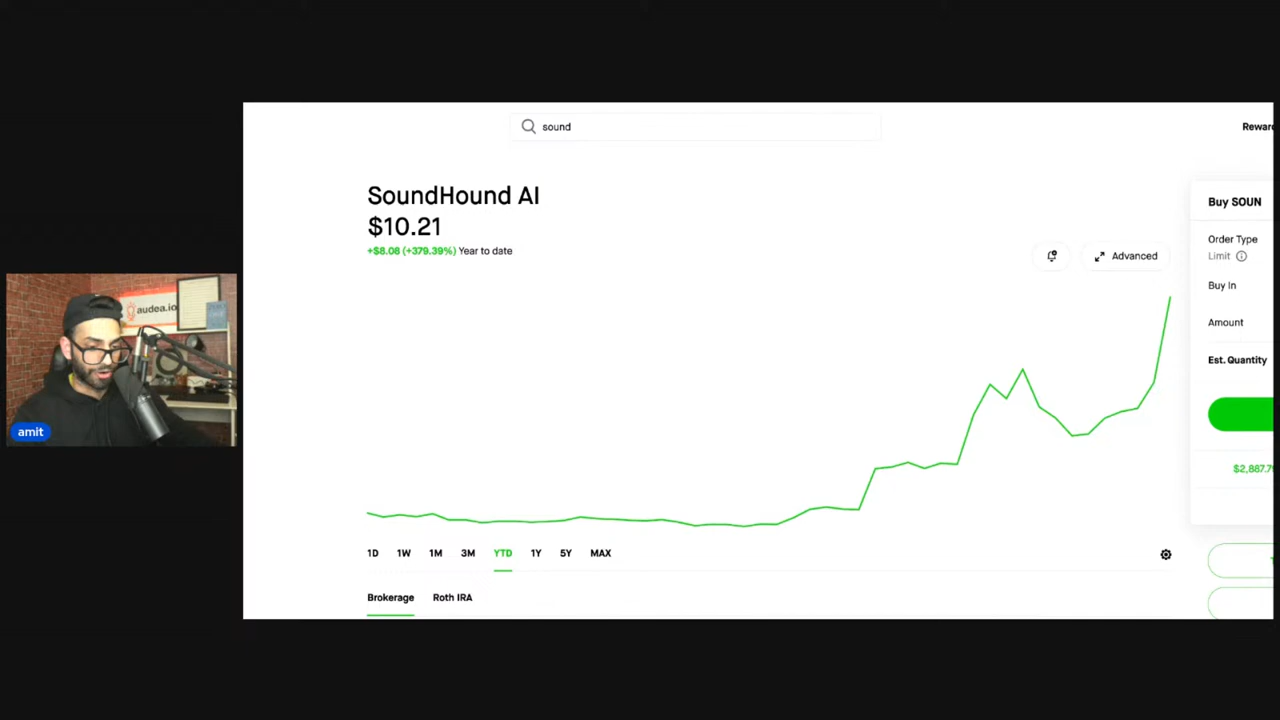 sound
SoundHound AI
$10.21
+$8.08 (+379.39%) Year to date
Advanced
1D 1W 1M 3M YTD 1Y 5Y MAX
Brokerage Roth IRA
Buy SOUN
Order Type
Limit
Buy In
Amount
Est. Quantity
audea.io
amit